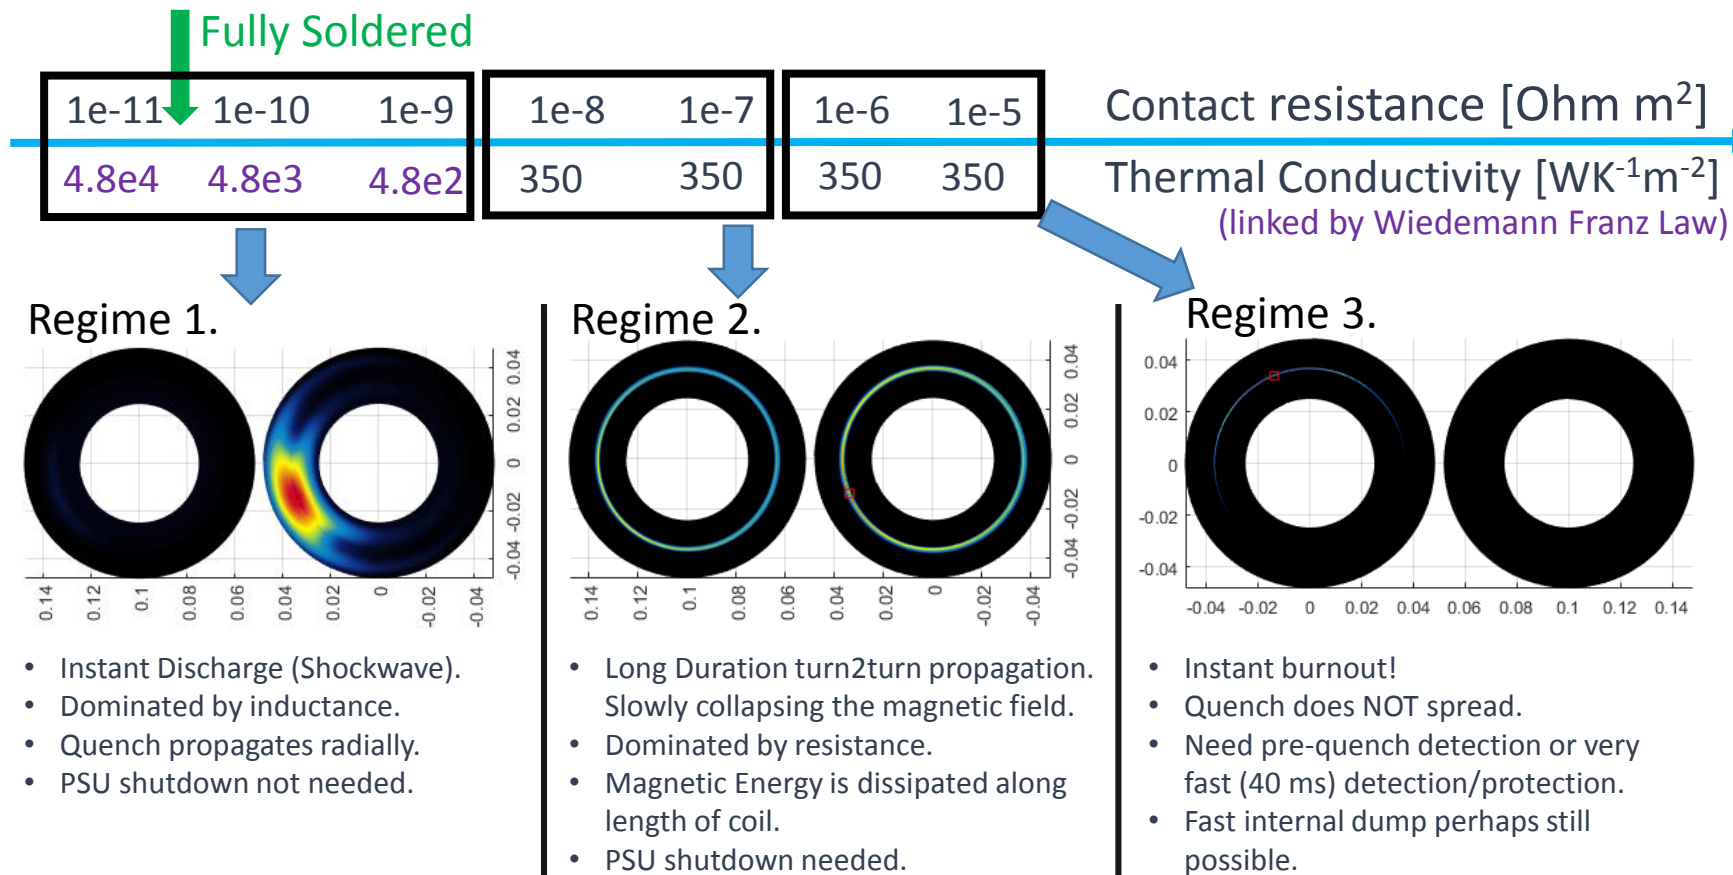 Fully Soldered
1e-11 1e-10 1e-9 1e-8 1e-7 1e-6 1e-5 Contact resistance [Ohm m²]
4.8e4 4.8e3 4.8e2 350 350 350 350 Thermal Conductivity [WK⁻¹m⁻²]
(linked by Wiedemann Franz Law)
Regime 1.
0.04
0.02
0
-0.02
-0.04
0.14 0.12 0.1 0.08 0.06 0.04 0.02 0 -0.02 -0.04
• Instant Discharge (Shockwave).
• Dominated by inductance.
• Quench propagates radially.
• PSU shutdown not needed.
Regime 2.
0.04
0.02
0
-0.02
-0.04
0.14 0.12 0.1 0.08 0.06 0.04 0.02 0 -0.02 -0.04
• Long Duration turn2turn propagation.
Slowly collapsing the magnetic field.
• Dominated by resistance.
• Magnetic Energy is dissipated along
length of coil.
• PSU shutdown needed.
Regime 3.
0.04
0.02
0
-0.02
-0.04
-0.04 -0.02 0 0.02 0.04 0.06 0.08 0.1 0.12 0.14
• Instant burnout!
• Quench does NOT spread.
• Need pre-quench detection or very
fast (40 ms) detection/protection.
• Fast internal dump perhaps still
possible.